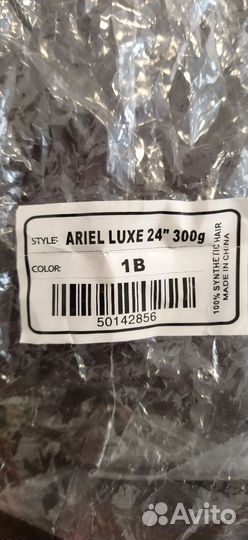 STYLE: ARIEL LUXE 24" 300g
COLOR: 1B
50142856
100% SYNTHETIC HAIR
MADE IN CHINA
Avito